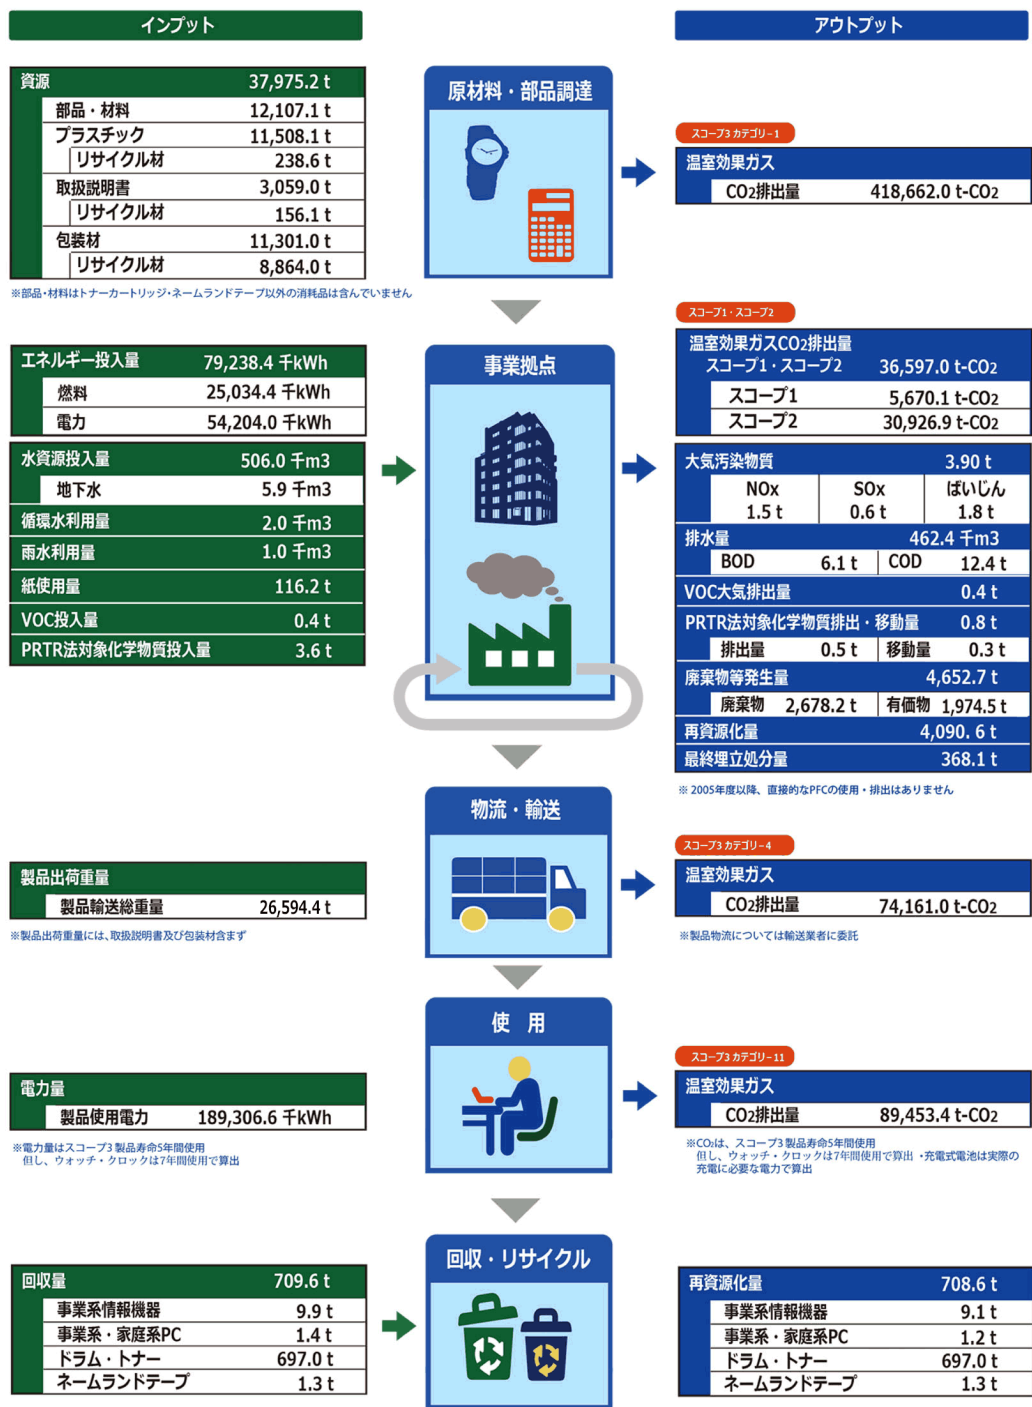 インプット
アウトプット
資源 37,975.2 t
部品・材料 12,107.1 t
プラスチック 11,508.1 t
リサイクル材 238.6 t
取扱説明書 3,059.0 t
リサイクル材 156.1 t
包装材 11,301.0 t
リサイクル材 8,864.0 t
※部品・材料はトナーカートリッジ・ネームランドテープ以外の消耗品は含んでいません
原材料・部品調達
スコープ3 カテゴリー1
温室効果ガス
CO2排出量 418,662.0 t-CO2
エネルギー投入量 79,238.4 千kWh
燃料 25,034.4 千kWh
電力 54,204.0 千kWh
水資源投入量 506.0 千m3
地下水 5.9 千m3
循環水利用量 2.0 千m3
雨水利用量 1.0 千m3
紙使用量 116.2 t
VOC投入量 0.4 t
PRTR法対象化学物質投入量 3.6 t
事業拠点
スコープ1・スコープ2
温室効果ガスCO2排出量
スコープ1・スコープ2 36,597.0 t-CO2
スコープ1 5,670.1 t-CO2
スコープ2 30,926.9 t-CO2
大気汚染物質 3.90 t
NOx SOx ばいじん
1.5 t 0.6 t 1.8 t
排水量 462.4 千m3
BOD 6.1 t COD 12.4 t
VOC大気排出量 0.4 t
PRTR法対象化学物質排出・移動量 0.8 t
排出量 0.5 t 移動量 0.3 t
廃棄物等発生量 4,652.7 t
廃棄物 2,678.2 t 有価物 1,974.5 t
再資源化量 4,090. 6 t
最終埋立処分量 368.1 t
※ 2005年度以降、直接的なPFCの使用・排出はありません
物流・輸送
製品出荷重量
製品輸送総重量 26,594.4 t
※製品出荷重量には、取扱説明書及び包装材含まず
スコープ3 カテゴリー4
温室効果ガス
CO2排出量 74,161.0 t-CO2
※製品物流については輸送業者に委託
使 用
電力量
製品使用電力 189,306.6 千kWh
※電力量はスコープ3 製品寿命5年間使用
但し、ウォッチ・クロックは7年間使用で算出
スコープ3 カテゴリー11
温室効果ガス
CO2排出量 89,453.4 t-CO2
※CO2は、スコープ3 製品寿命5年間使用
但し、ウォッチ・クロックは7年間使用で算出 ・充電式電池は実際の
充電に必要な電力で算出
回収・リサイクル
回収量 709.6 t
事業系情報機器 9.9 t
事業系・家庭系PC 1.4 t
ドラム・トナー 697.0 t
ネームランドテープ 1.3 t
再資源化量 708.6 t
事業系情報機器 9.1 t
事業系・家庭系PC 1.2 t
ドラム・トナー 697.0 t
ネームランドテープ 1.3 t